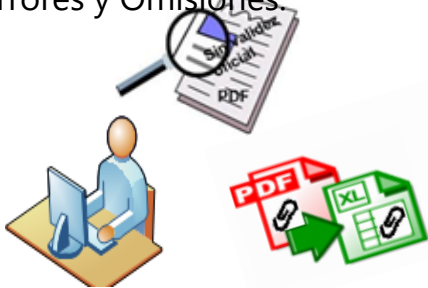 rrores y Omisiones.
Sin validez
oficial
PDF
PDF
XL